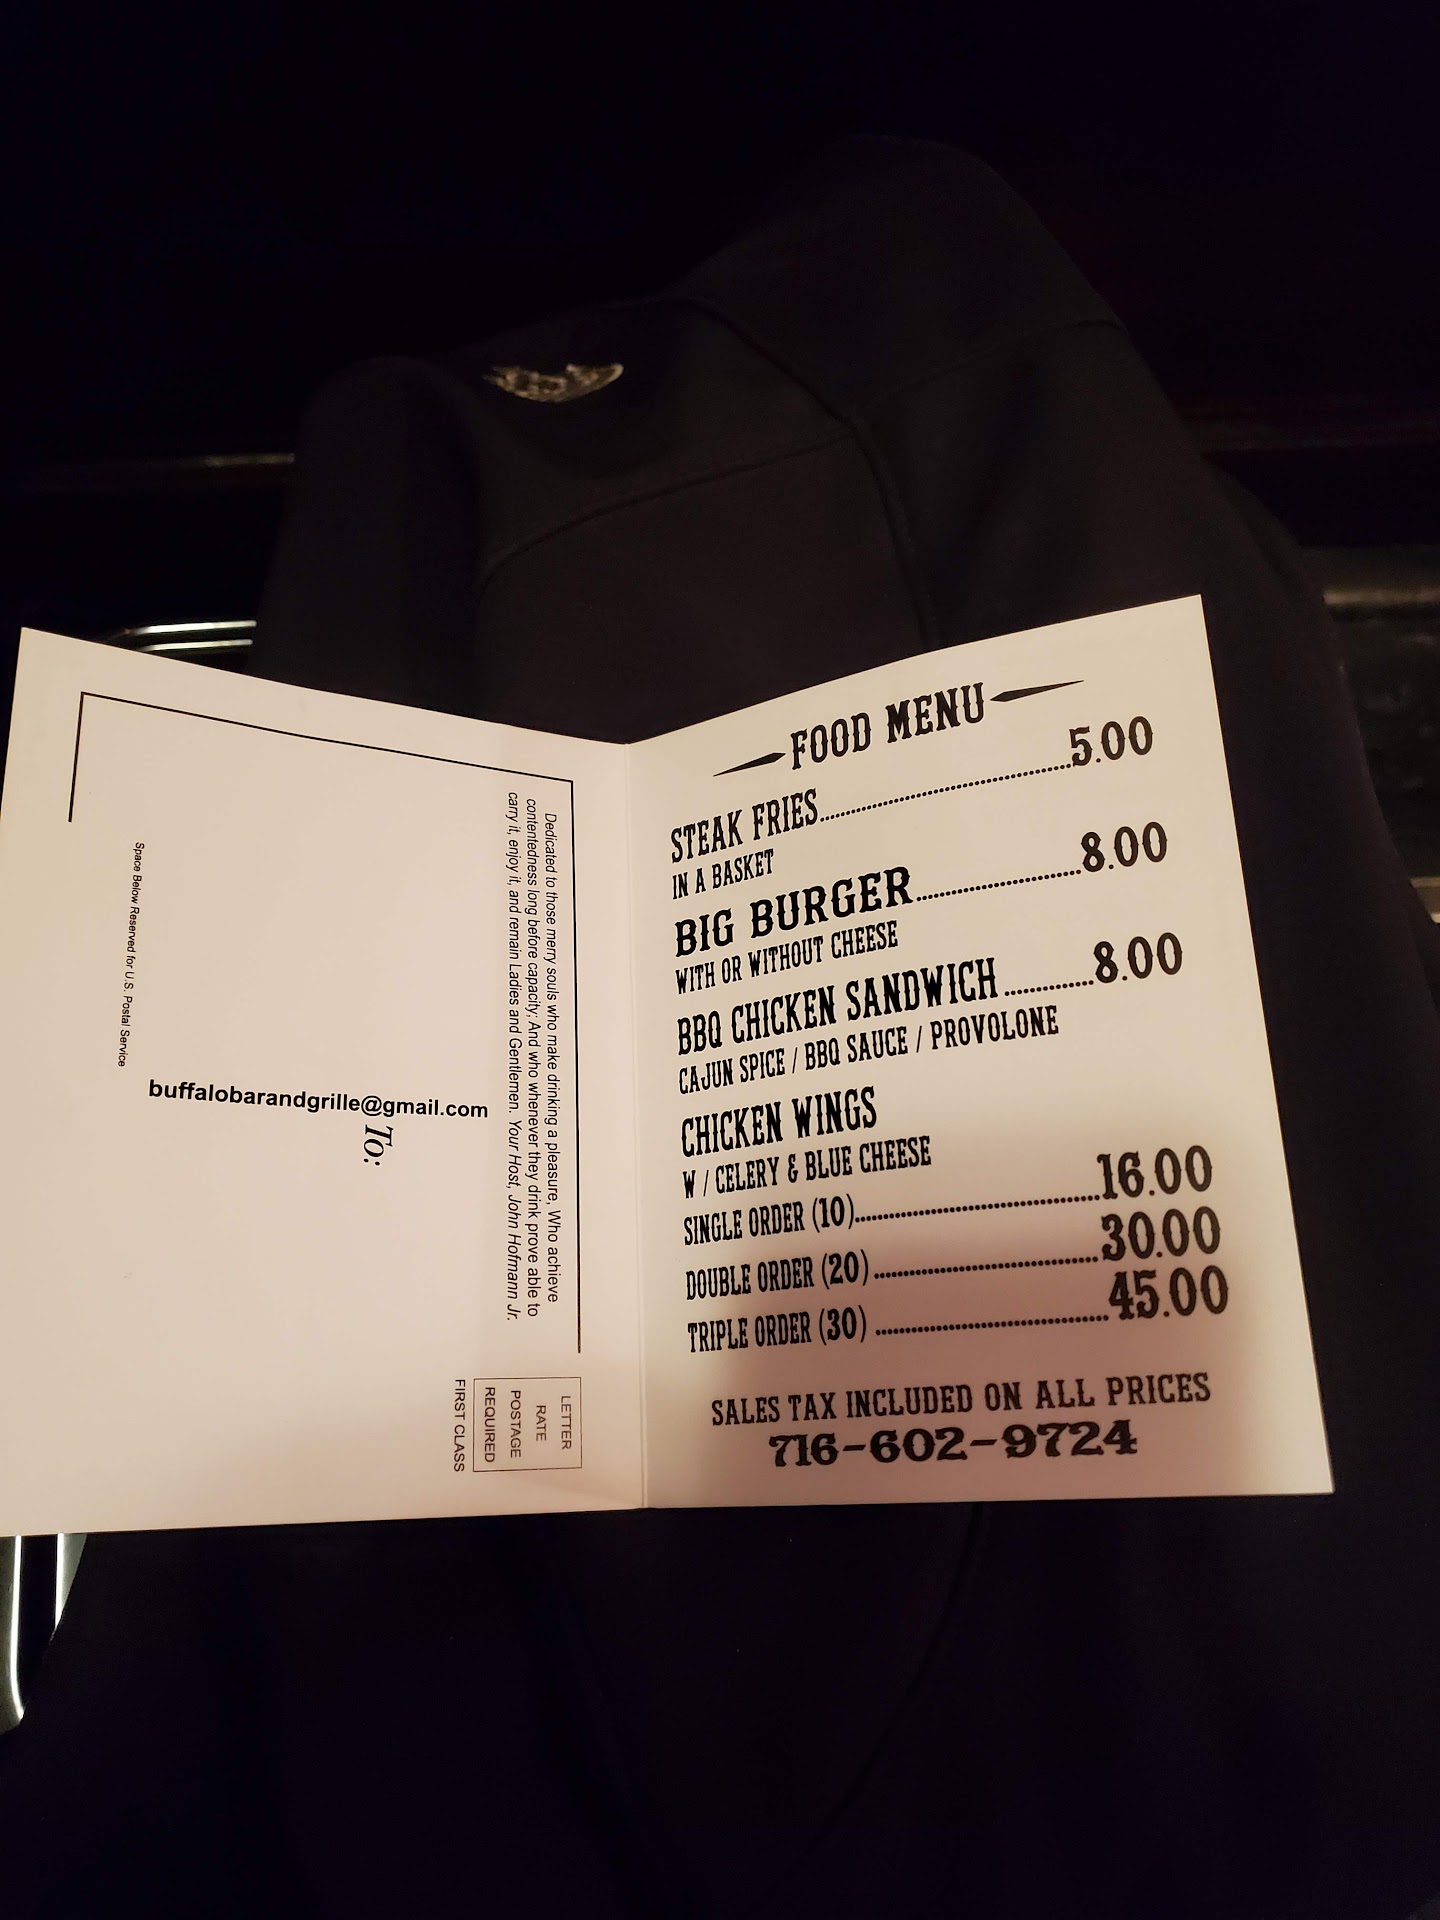 Dedicated to those merry souls who make drinking a pleasure, Who achieve
contentedness long before capacity; And who whenever they drink prove able to
carry it, enjoy it, and remain Ladies and Gentlemen. Your Host, John Hofmann Jr.
LETTER
RATE
POSTAGE
REQUIRED
FIRST CLASS
To:
buffalobarandgrille@gmail.com
Space Below Reserved for U.S. Postal Service
FOOD MENU
STEAK FRIES....................5.00
IN A BASKET
BIG BURGER....................8.00
WITH OR WITHOUT CHEESE
BBQ CHICKEN SANDWICH.............8.00
CAJUN SPICE / BBQ SAUCE / PROVOLONE
CHICKEN WINGS
W / CELERY & BLUE CHEESE
SINGLE ORDER (10)....................16.00
DOUBLE ORDER (20)....................30.00
TRIPLE ORDER (30)....................45.00
SALES TAX INCLUDED ON ALL PRICES
716-602-9724